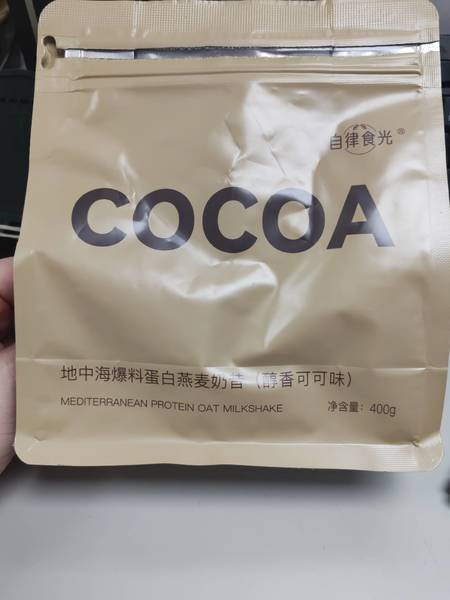 自律食光®
COCOA
地中海爆料蛋白燕麦奶昔（醇香可可味）
MEDITERRANEAN PROTEIN OAT MILKSHAKE 净含量：400g